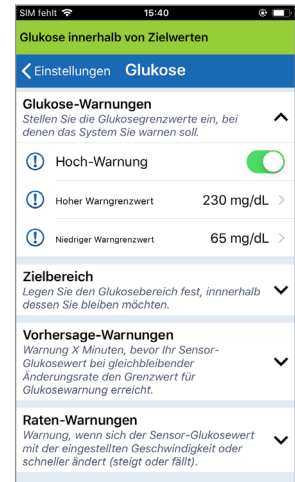 SIM fehlt 15:40
Glukose innerhalb von Zielwerten
Einstellungen Glukose
Glukose-Warnungen
Stellen Sie die Glukosegrenzwerte ein, bei
denen das System Sie warnen soll.
Hoch-Warnung
Hoher Warngrenzwert 230 mg/dL
Niedriger Warngrenzwert 65 mg/dL
Zielbereich
Legen Sie den Glukosebereich fest, innnerhalb
dessen Sie bleiben möchten.
Vorhersage-Warnungen
Warnung X Minuten, bevor Ihr Sensor-
Glukosewert bei gleichbleibender
Änderungsrate den Grenzwert für
Glukosewarnung erreicht.
Raten-Warnungen
Warnung, wenn sich der Sensor-Glukosewert
mit der eingestellten Geschwindigkeit oder
schneller ändert (steigt oder fällt).